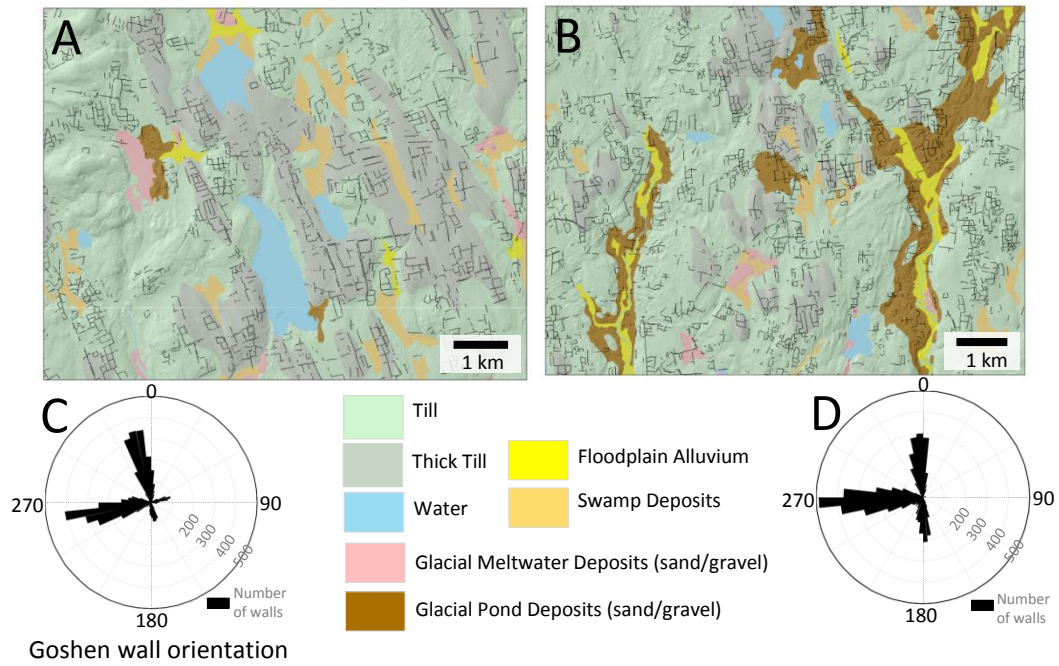 A
B
1 km
1 km
C
0
270
90
180
200
300
400
500
Number
of walls
Goshen wall orientation
Till
Thick Till
Water
Floodplain Alluvium
Swamp Deposits
Glacial Meltwater Deposits (sand/gravel)
Glacial Pond Deposits (sand/gravel)
D
0
270
90
180
200
300
400
500
Number
of walls